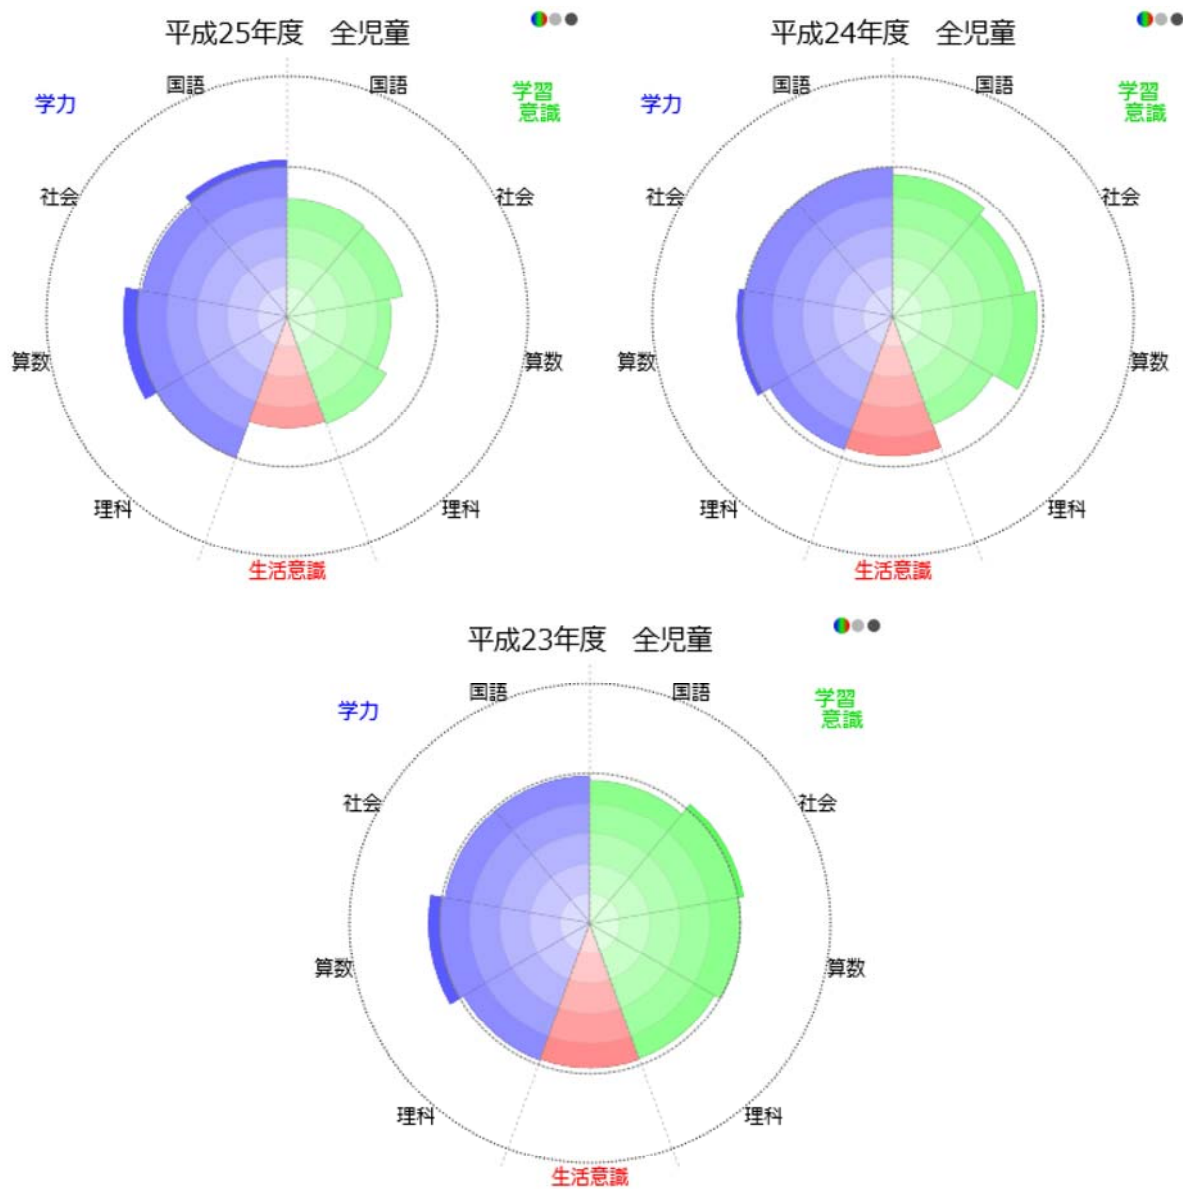 平成25年度　全児童
国語
国語
学力
学習
意識
社会
社会
算数
算数
理科
理科
生活意識
平成24年度　全児童
国語
国語
学力
学習
意識
社会
社会
算数
算数
理科
理科
生活意識
平成23年度　全児童
国語
国語
学力
学習
意識
社会
社会
算数
算数
理科
理科
生活意識